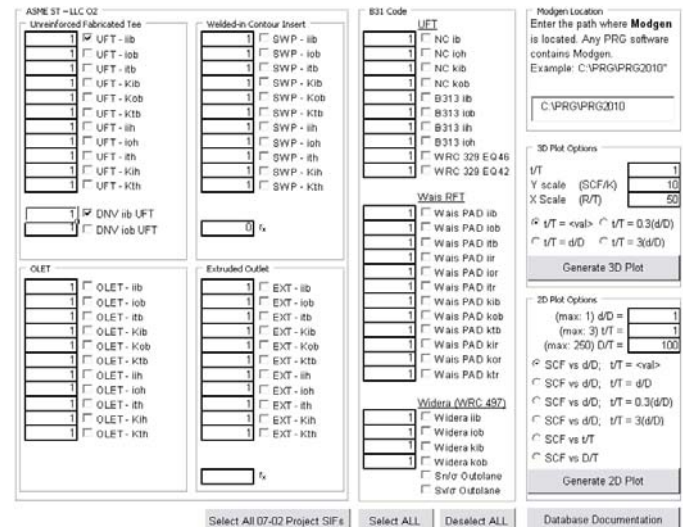 ASME ST - LLC 02
Unreinforced Fabricated Tee
1 UFT - iib
1 UFT - iob
1 UFT - itb
1 UFT - Kib
1 UFT - Kob
1 UFT - Ktb
1 UFT - iih
1 UFT - ioh
1 UFT - ith
1 UFT - Kih
1 UFT - Kth
1 DNV iib UFT
1 DNV iob UFT
Welded-in Contour Insert
1 SWP - iib
1 SWP - iob
1 SWP - itb
1 SWP - Kib
1 SWP - Kob
1 SWP - Ktb
1 SWP - iih
1 SWP - ioh
1 SWP - ith
1 SWP - Kih
1 SWP - Kth
0 rx
OLET
1 OLET - iib
1 OLET - iob
1 OLET - itb
1 OLET - Kib
1 OLET - Kob
1 OLET - Ktb
1 OLET - iih
1 OLET - ioh
1 OLET - ith
1 OLET - Kih
1 OLET - Kth
Extruded Outlet
1 EXT - iib
1 EXT - iob
1 EXT - itb
1 EXT - Kib
1 EXT - Kob
1 EXT - Ktb
1 EXT - iih
1 EXT - ioh
1 EXT - ith
1 EXT - Kih
1 EXT - Kth
rx
B31 Code
UFT
1 NC ib
1 NC ioh
1 NC kib
1 NC kob
1 B313 iib
1 B313 iob
1 B313 iih
1 B313 ioh
1 WRC 329 EQ46
1 WRC 329 EQ42
Wais RFT
1 Wais PAD iib
1 Wais PAD iob
1 Wais PAD itb
1 Wais PAD iir
1 Wais PAD ior
1 Wais PAD itr
1 Wais PAD kib
1 Wais PAD kob
1 Wais PAD ktb
1 Wais PAD kir
1 Wais PAD kor
1 Wais PAD ktr
Widera (WRC 497)
1 Widera iib
1 Widera iob
1 Widera kib
1 Widera kob
Sn/σ Outplane
Sv/σ Outplane
Modgen Location
Enter the path where Modgen
is located. Any PRG software
contains Modgen.
Example: C:\PRG\PRG2010"
C:\PRG\PRG2010
3D Plot Options
t/T 1
Y scale (SCF/K) 10
X Scale (R/T) 50
t/T = <val> t/T = 0.3(d/D)
t/T = d/D t/T = 3(d/D)
Generate 3D Plot
2D Plot Options
(max: 1) d/D = 1
(max: 3) t/T = 1
(max: 250) D/T = 100
SCF vs d/D; t/T = <val>
SCF vs d/D; t/T = d/D
SCF vs d/D; t/T = 0.3(d/D)
SCF vs d/D; t/T = 3(d/D)
SCF vs t/T
SCF vs D/T
Generate 2D Plot
Select All 07-02 Project SIFs
Select ALL
Deselect ALL
Database Documentation